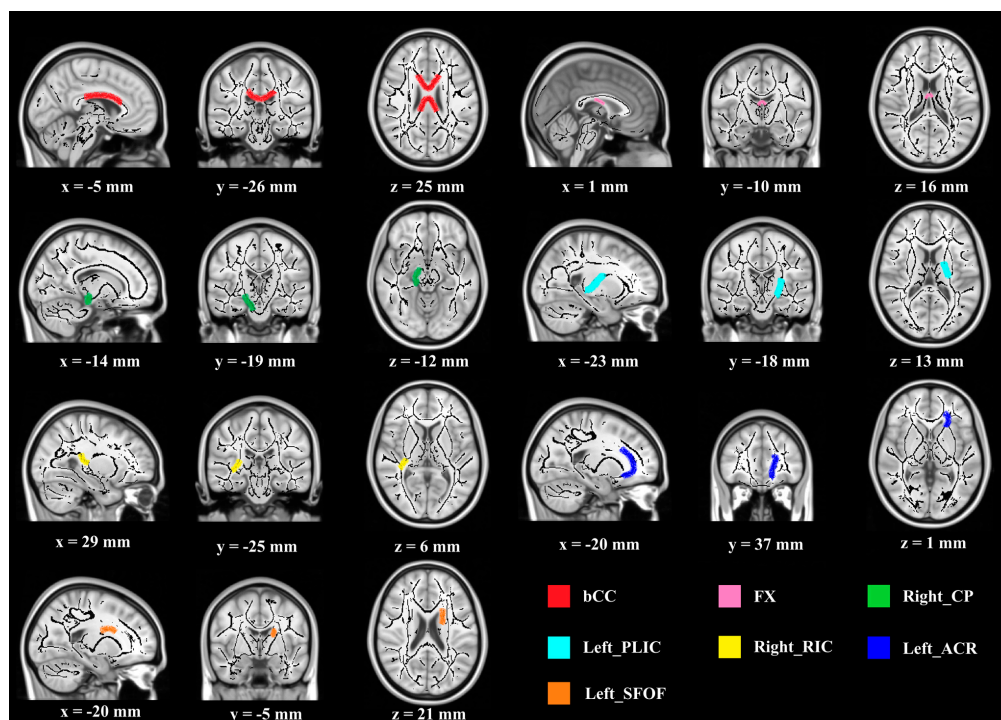 x = -5 mm
y = -26 mm
z = 25 mm
x = 1 mm
y = -10 mm
z = 16 mm
x = -14 mm
y = -19 mm
z = -12 mm
x = -23 mm
y = -18 mm
z = 13 mm
x = 29 mm
y = -25 mm
z = 6 mm
x = -20 mm
y = 37 mm
z = 1 mm
bCC
FX
Right_CP
Left_PLIC
Right_RIC
Left_ACR
Left_SFOF
x = -20 mm
y = -5 mm
z = 21 mm